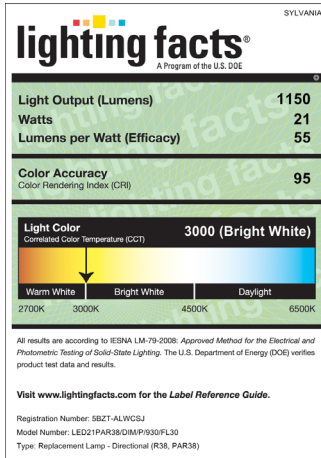 SYLVANIA
lighting facts®
A Program of the U.S. DOE
Light Output (Lumens) 1150
Watts 21
Lumens per Watt (Efficacy) 55
Color Accuracy 95
Color Rendering Index (CRI)
Light Color 3000 (Bright White)
Correlated Color Temperature (CCT)
Warm White Bright White Daylight
2700K 3000K 4500K 6500K
All results are according to IESNA LM-79-2008: Approved Method for the Electrical and
Photometric Testing of Solid-State Lighting. The U.S. Department of Energy (DOE) verifies
product test data and results.
Visit www.lightingfacts.com for the Label Reference Guide.
Registration Number: 5BZT-ALWCSJ
Model Number: LED21PAR38/DIM/P/930/FL30
Type: Replacement Lamp - Directional (R38, PAR38)